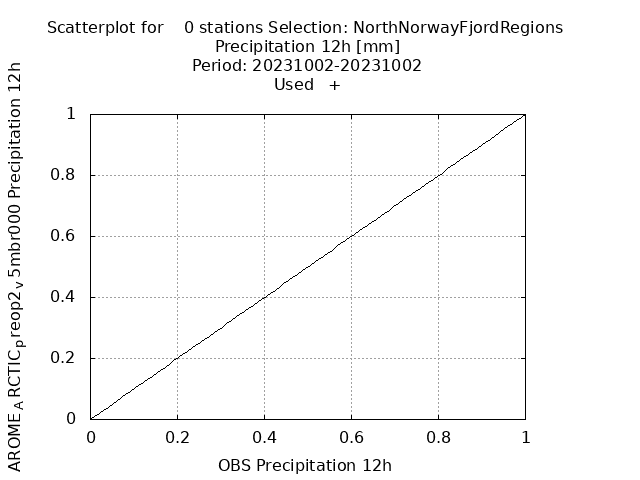 Scatterplot for    0 stations Selection: NorthNorwayFjordRegions
Precipitation 12h [mm]
Period: 20231002-20231002
Used   +
1
0.8
0.6
0.4
0.2
0
0 0.2 0.4 0.6 0.8 1
OBS Precipitation 12h
AROME_ARCTIC_preop2_v5mbr000 Precipitation 12h